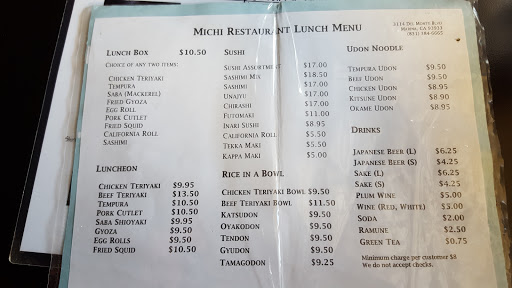 MICHI RESTAURANT LUNCH MENU
3114 DEL MONTE BLVD
MARINA, CA 93933
(831) 384-6665
LUNCH BOX $10.50
CHOICE OF ANY TWO ITEMS:
CHICKEN TERIYAKI
TEMPURA
SABA (MACKEREL)
FRIED GYOZA
EGG ROLL
PORK CUTLET
FRIED SQUID
CALIFORNIA ROLL
SASHIMI
LUNCHEON
CHICKEN TERIYAKI $9.95
BEEF TERIYAKI $13.50
TEMPURA $10.50
PORK CUTLET $10.50
SABA SHIOYAKI $9.95
GYOZA $9.50
EGG ROLLS $9.50
FRIED SQUID $10.50
SUSHI
SUSHI ASSORTMENT $17.00
SASHIMI MIX $18.50
SASHIMI $17.00
UNAJYU $17.00
CHIRASHI $17.00
FUTOMAKI $11.00
INARI SUSHI $8.95
CALIFORNIA ROLL $5.50
TEKKA MAKI $5.50
KAPPA MAKI $5.00
RICE IN A BOWL
CHICKEN TERIYAKI BOWL $9.50
BEEF TERIYAKI BOWL $11.50
KATSUDON $9.50
OYAKODON $9.50
TENDON $9.50
GYUDON $9.50
TAMAGODON $9.25
UDON NOODLE
TEMPURA UDON $9.50
BEEF UDON $9.50
CHICKEN UDON $8.95
KITSUNE UDON $8.90
OKAME UDON $8.95
DRINKS
JAPANESE BEER (L) $6.25
JAPANESE BEER (S) $4.25
SAKE (L) $6.25
SAKE (S) $4.25
PLUM WINE $5.00
WINE (RED, WHITE) $5.00
SODA $2.00
RAMUNE $2.50
GREEN TEA $0.75
Minimum charge per customer $8
We do not accept checks.